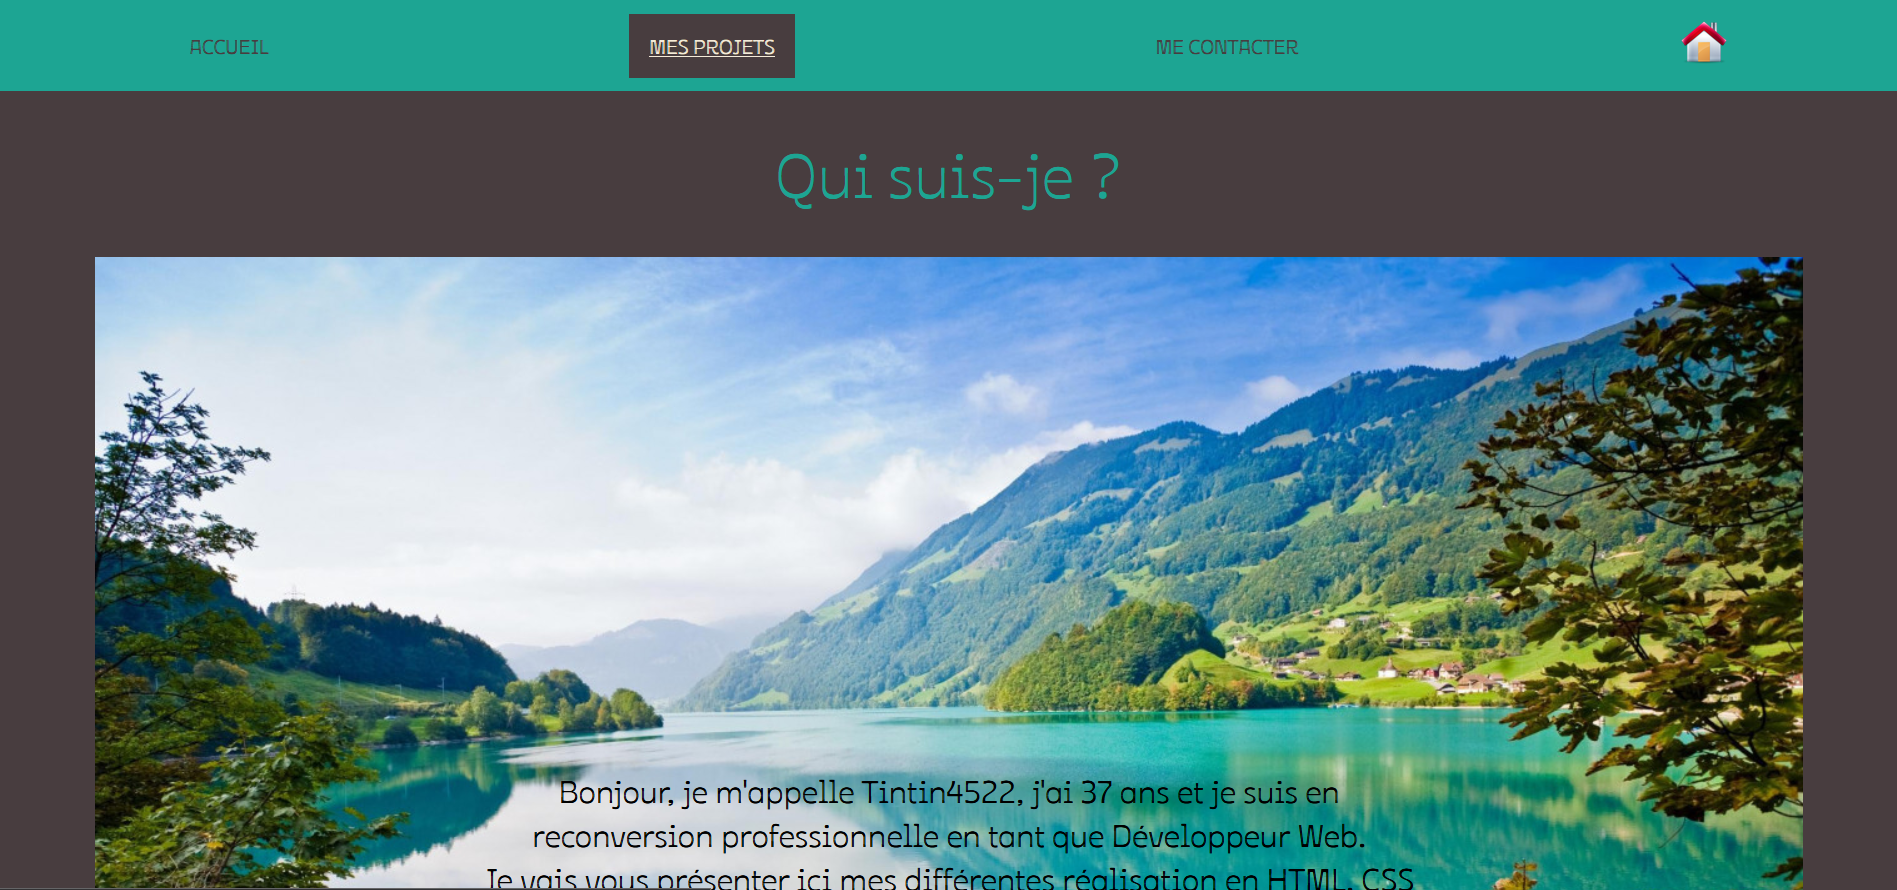 ACCUEIL
MES PROJETS
ME CONTACTER
Qui suis-je ?
Bonjour, je m'appelle Tintin4522, j'ai 37 ans et je suis en
reconversion professionnelle en tant que Développeur Web.
Je vais vous présenter ici mes différentes réalisation en HTML, CSS